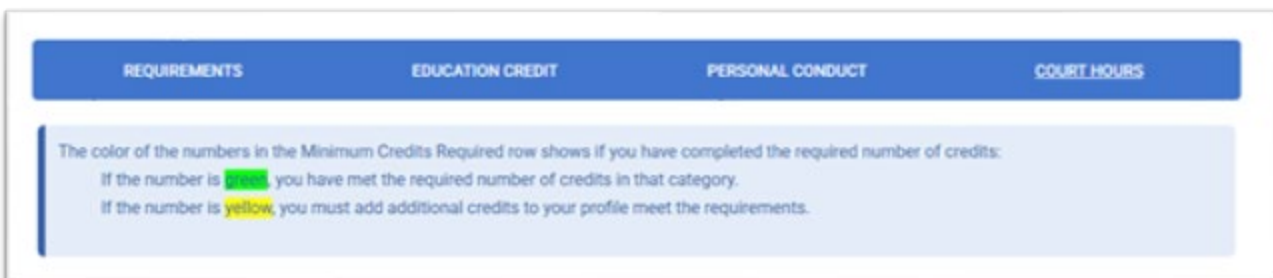 REQUIREMENTS EDUCATION CREDIT PERSONAL CONDUCT COURT HOURS
The color of the numbers in the Minimum Credits Required row shows if you have completed the required number of credits:
If the number is green, you have met the required number of credits in that category.
If the number is yellow, you must add additional credits to your profile meet the requirements.